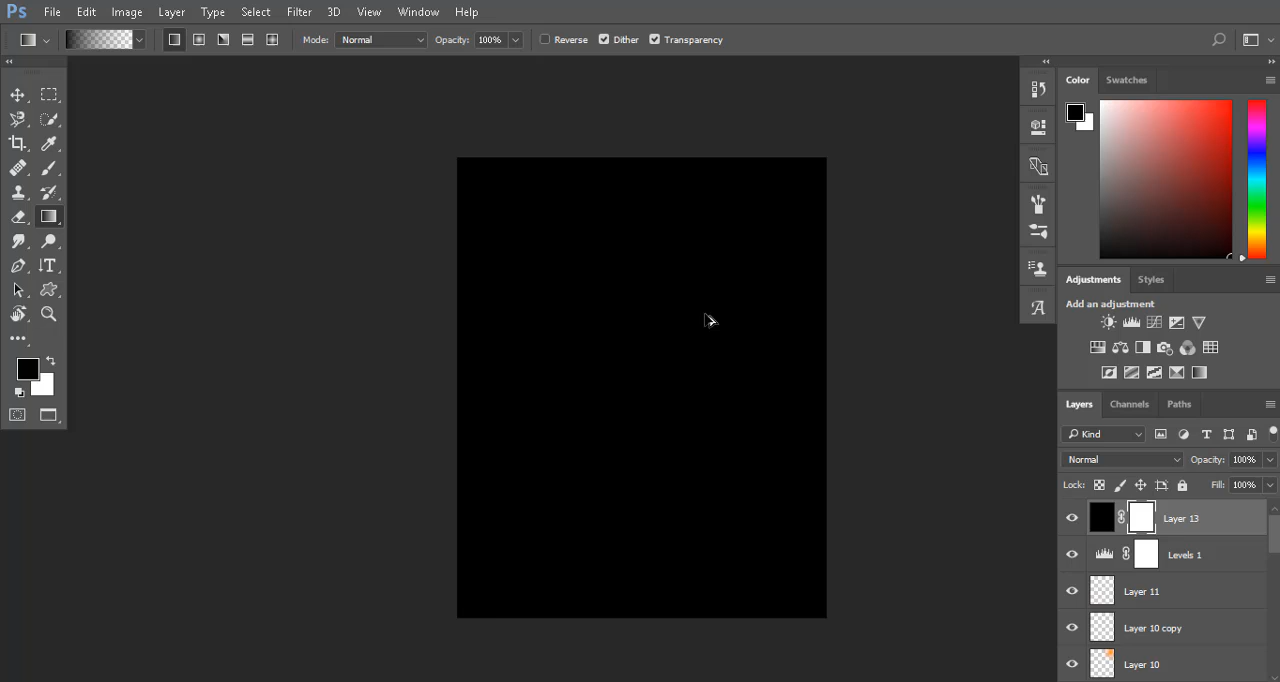 Ps File Edit Image Layer Type Select Filter 3D View Window Help
Mode: Normal Opacity: 100% Reverse Dither Transparency
Color Swatches
Adjustments Styles
Add an adjustment
Layers Channels Paths
Kind
Normal Opacity: 100%
Lock: Fill: 100%
Layer 13
Levels 1
Layer 11
Layer 10 copy
Layer 10